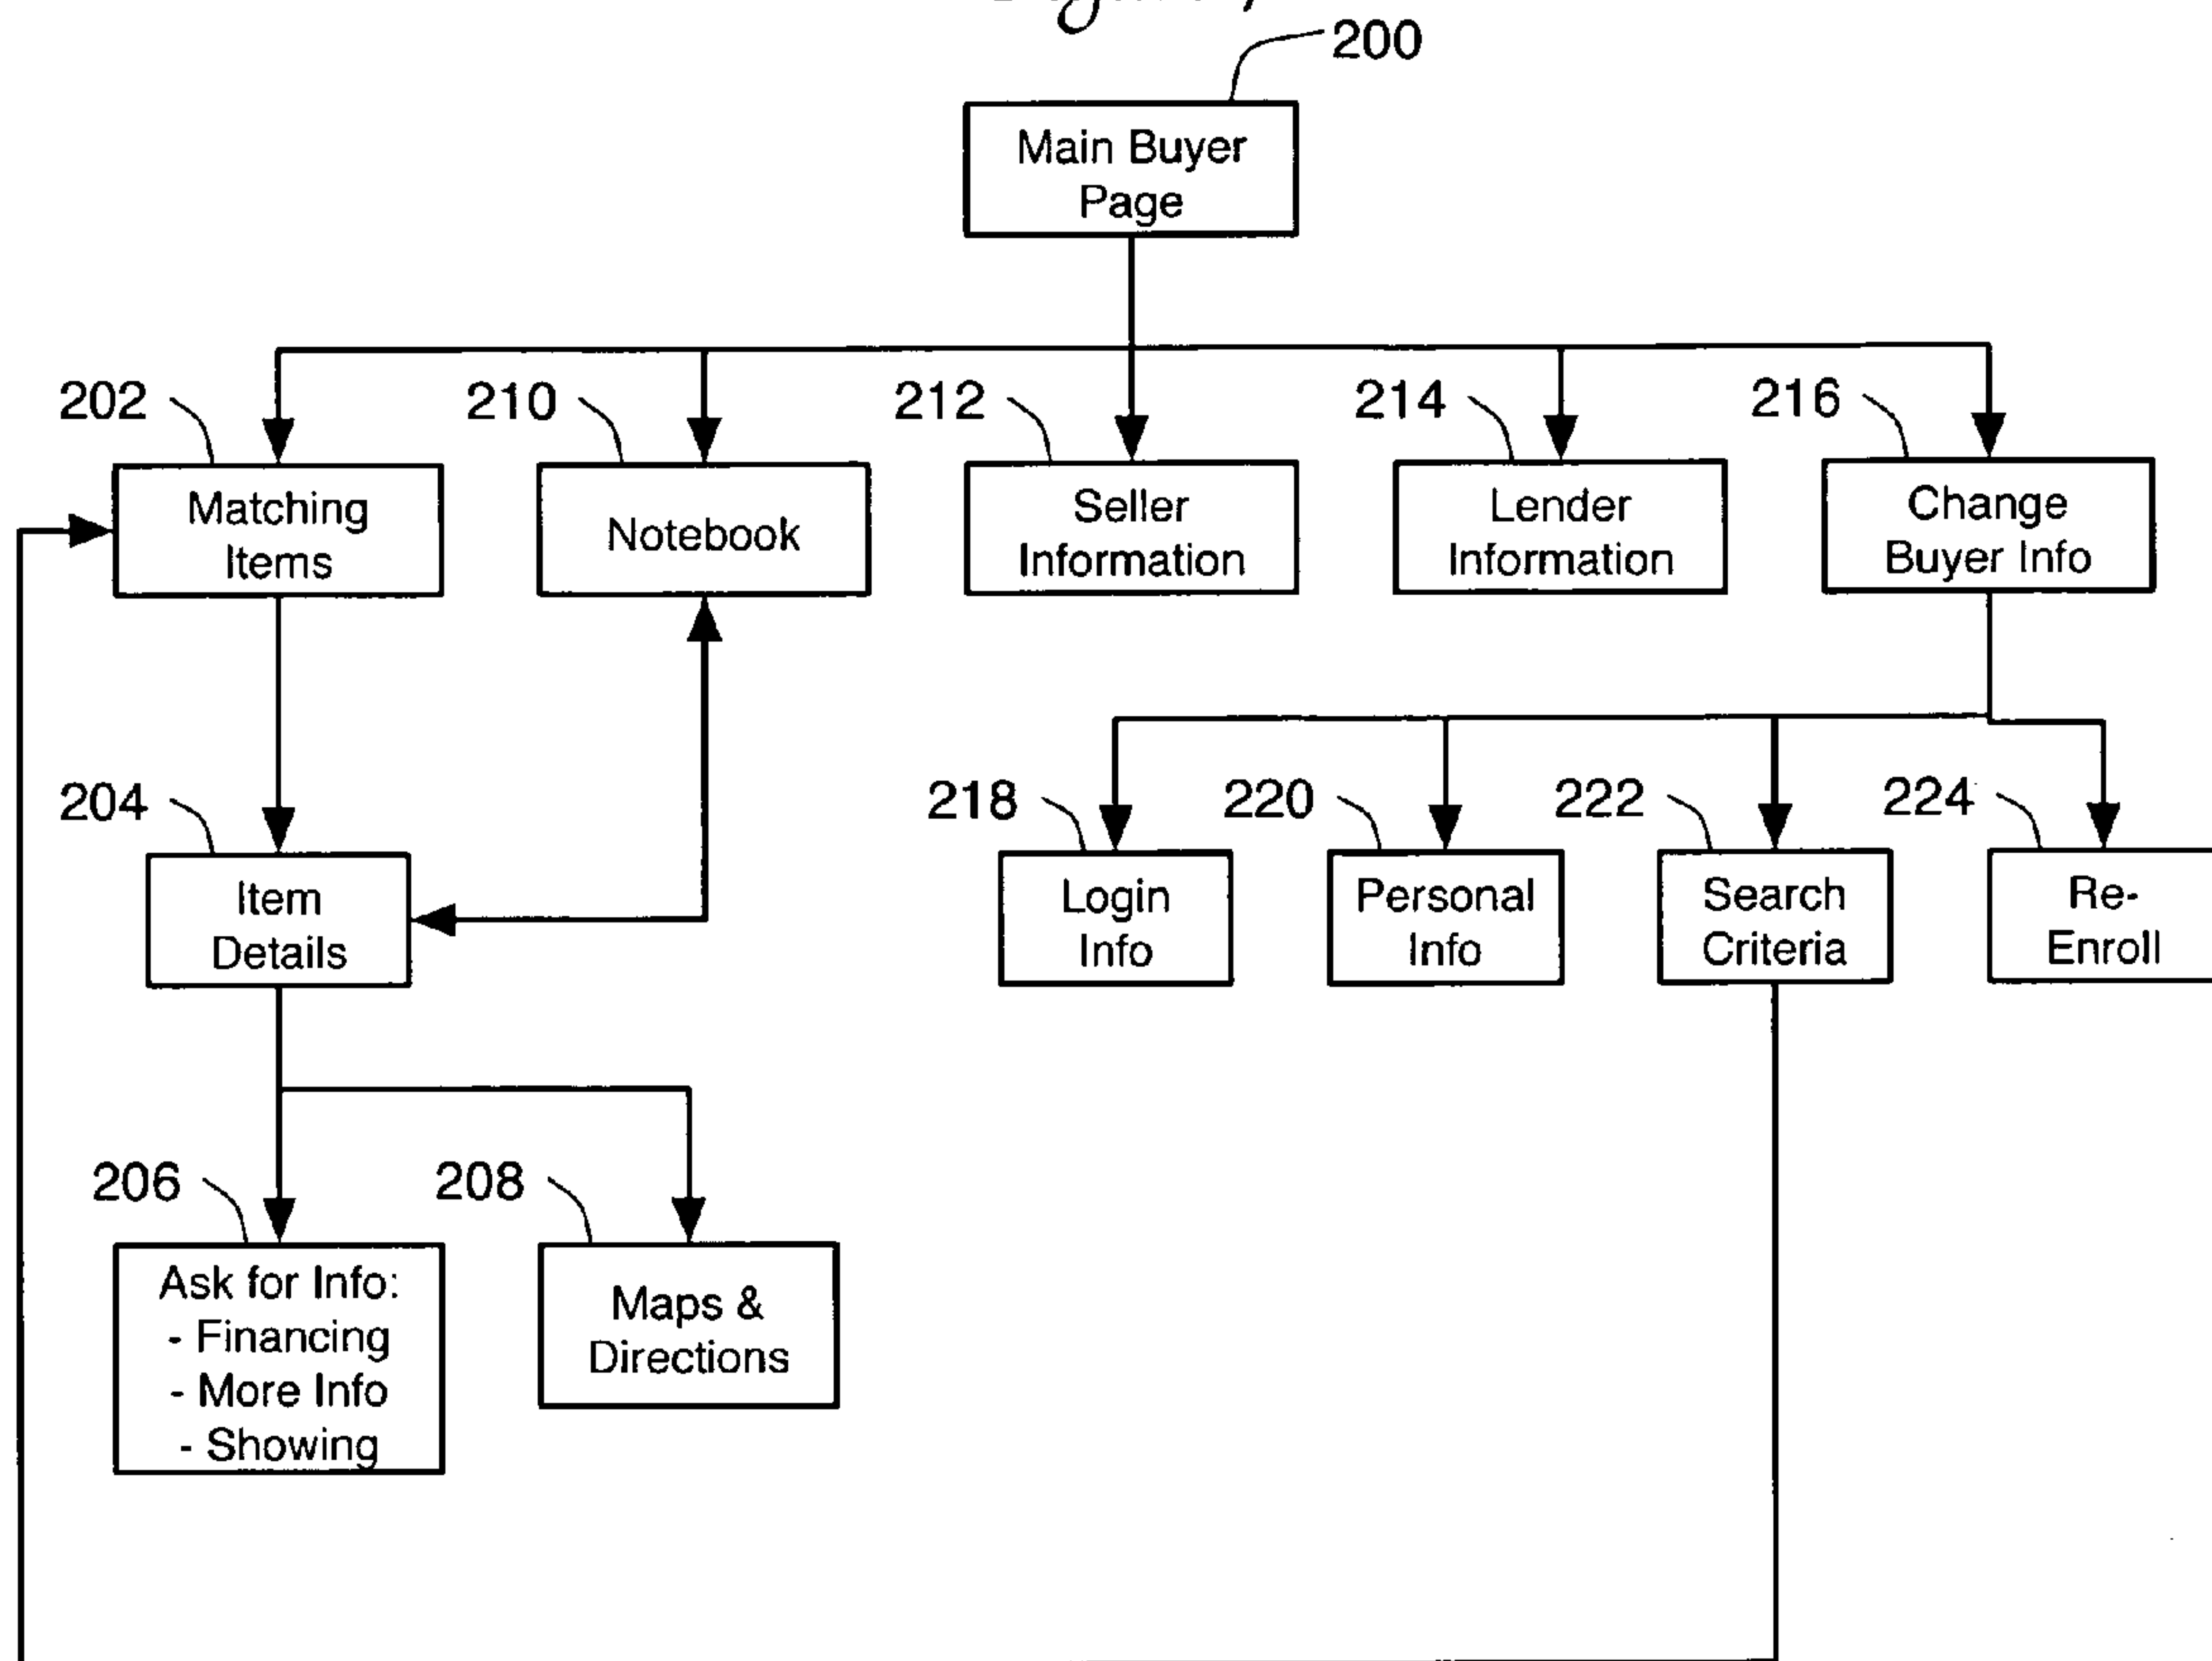 200
Main Buyer
Page
202
210
212
214
216
Matching
Items
Notebook
Seller
Information
Lender
Information
Change
Buyer Info
204
218
220
222
224
Item
Details
Login
Info
Personal
Info
Search
Criteria
Re-
Enroll
206
208
Ask for Info:
- Financing
- More Info
- Showing
Maps &
Directions